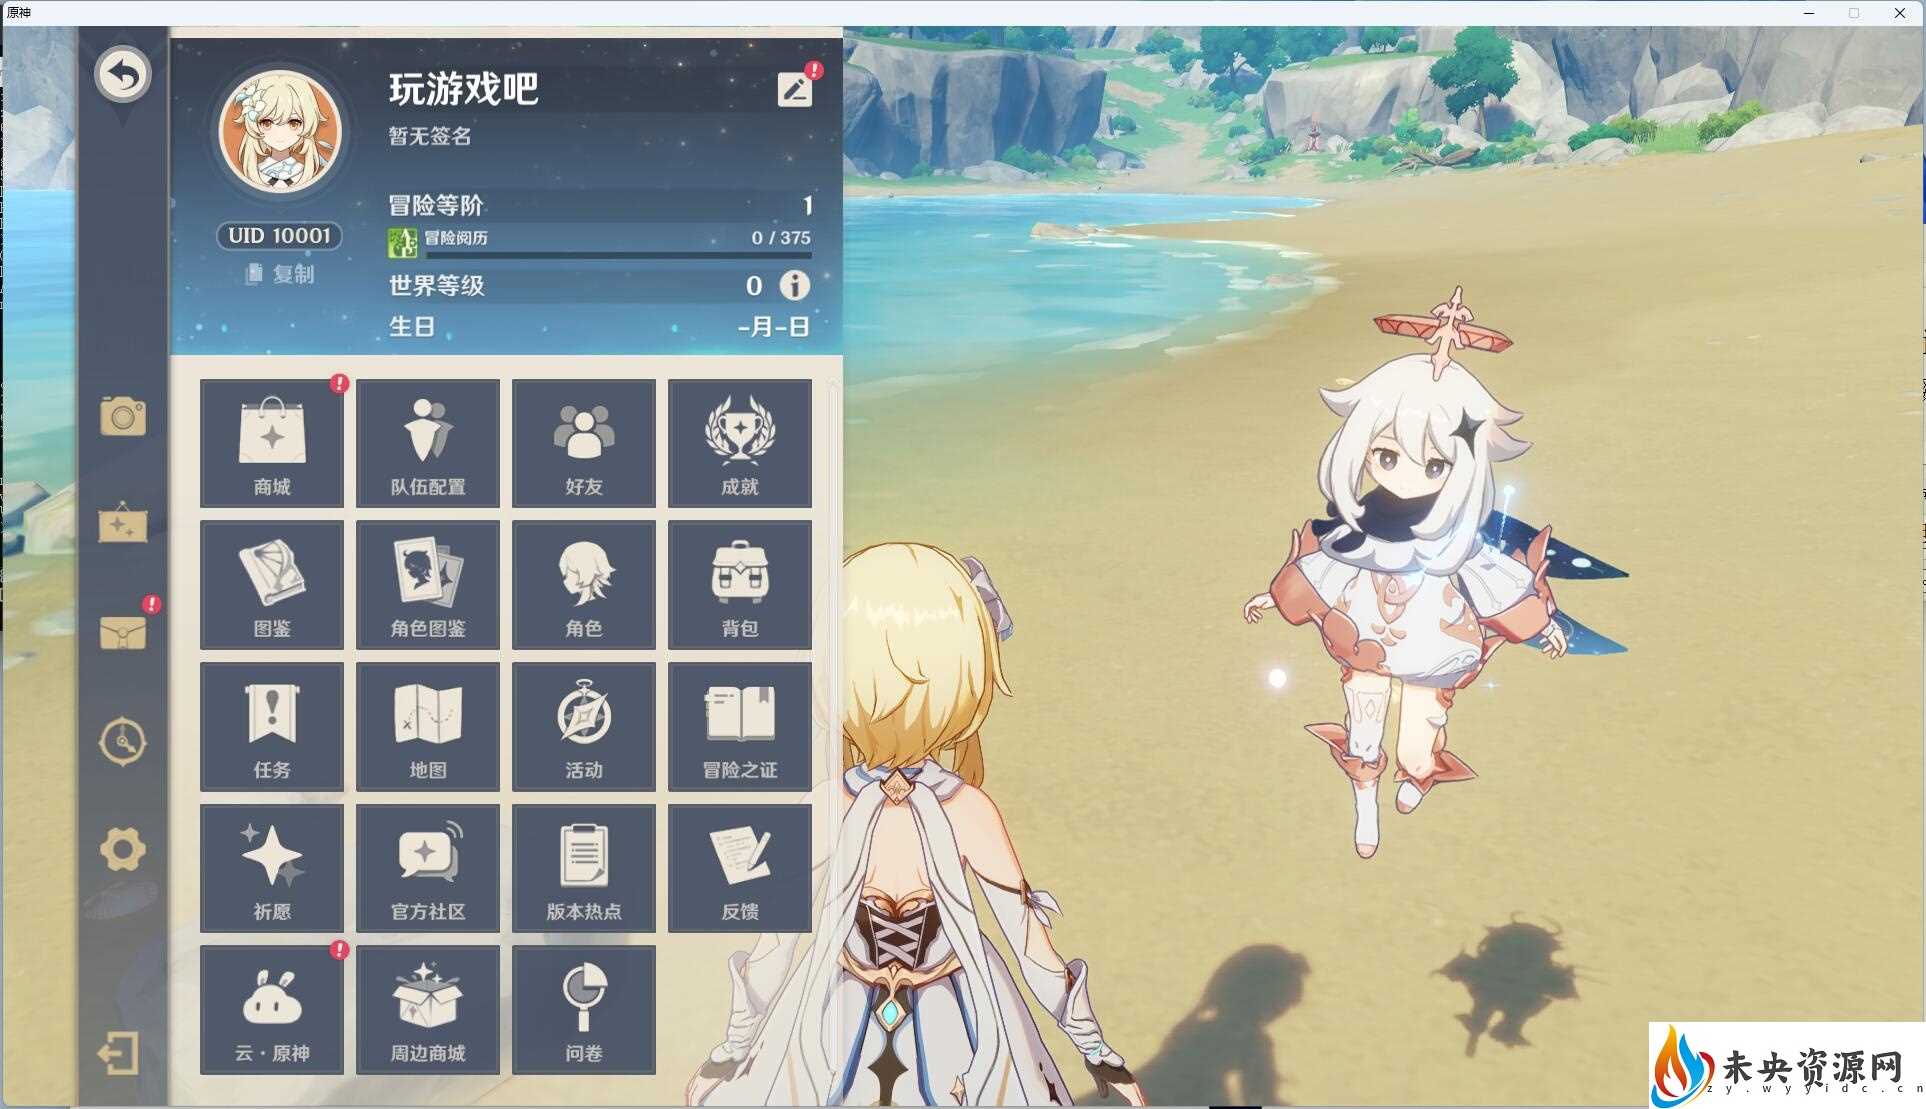 原神
玩游戏吧
暂无签名
UID 10001
复制
冒险等阶 1
冒险阅历 0 / 375
世界等级 0
生日 -月-日
商城
队伍配置
好友
成就
图鉴
角色图鉴
角色
背包
任务
地图
活动
冒险之证
祈愿
官方社区
版本热点
反馈
云·原神
周边商城
问卷
未央资源网
zy.wyyidc.cn